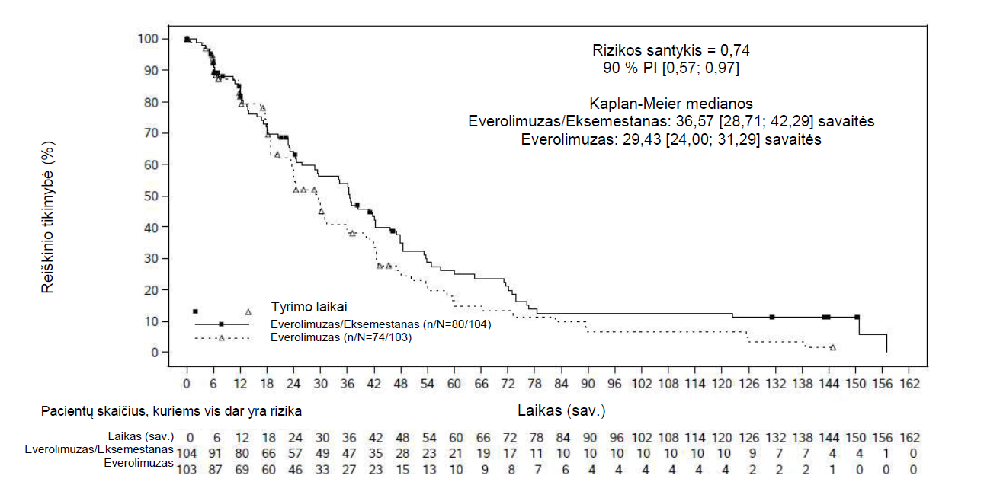 Rizikos santykis = 0,74
90 % PI [0,57; 0,97]
Kaplan-Meier medianos
Everolimuzas/Eksemestanas: 36,57 [28,71; 42,29] savaitės
Everolimuzas: 29,43 [24,00; 31,29] savaitės
Reiškinio tikimybė (%)
100
90
80
70
60
50
40
30
20
10
0
Tyrimo laikai
Everolimuzas/Eksemestanas (n/N=80/104)
Everolimuzas (n/N=74/103)
0 6 12 18 24 30 36 42 48 54 60 66 72 78 84 90 96 102 108 114 120 126 132 138 144 150 156 162
Laikas (sav.)
Pacientų skaičius, kuriems vis dar yra rizika
Laikas (sav.) 0 6 12 18 24 30 36 42 48 54 60 66 72 78 84 90 96 102 108 114 120 126 132 138 144 150 156 162
Everolimuzas/Eksemestanas 104 91 80 66 57 49 47 35 28 23 21 19 17 11 10 10 10 10 10 10 10 9 7 7 4 4 1 0
Everolimuzas 103 87 69 60 46 33 27 23 15 13 10 9 8 7 6 4 4 4 4 4 4 2 2 2 1 0 0 0